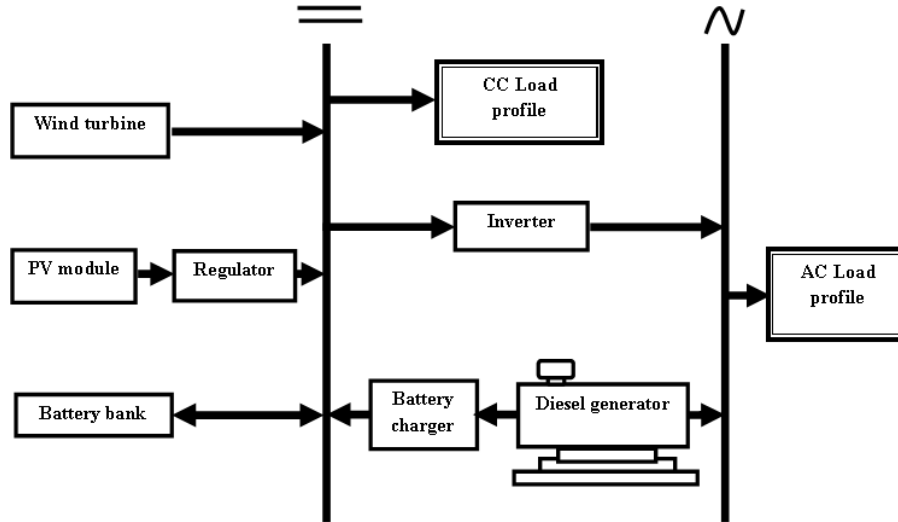 CC Load
profile
Wind turbine
Inverter
PV module
Regulator
AC Load
profile
Battery bank
Battery
charger
Diesel generator